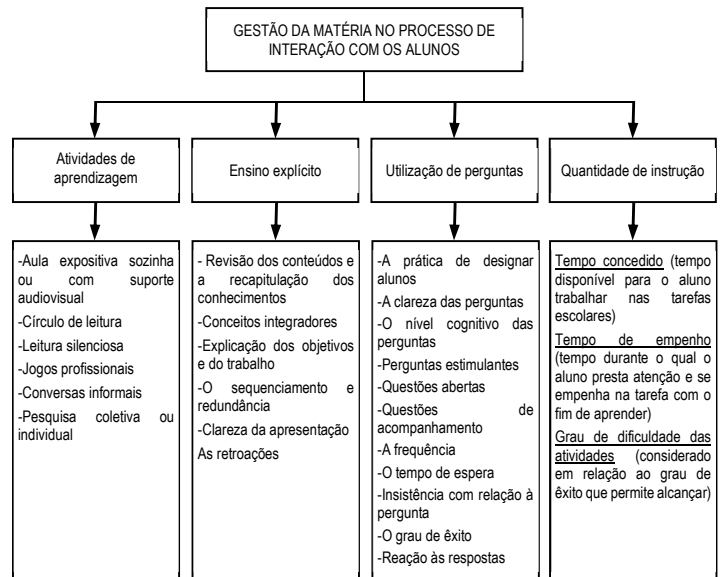 GESTÃO DA MATÉRIA NO PROCESSO DE
INTERAÇÃO COM OS ALUNOS
Atividades de
aprendizagem
Ensino explícito
Utilização de perguntas
Quantidade de instrução
-Aula expositiva sozinha
ou com suporte
audiovisual
-Círculo de leitura
-Leitura silenciosa
-Jogos profissionais
-Conversas informais
-Pesquisa coletiva ou
individual
- Revisão dos conteúdos e
a recapitulação dos
conhecimentos
-Conceitos integradores
-Explicação dos objetivos
e do trabalho
-O sequenciamento e
redundância
-Clareza da apresentação
As retroações
-A prática de designar
alunos
-A clareza das perguntas
-O nível cognitivo das
perguntas
-Perguntas estimulantes
-Questões abertas
-Questões de
acompanhamento
-A frequência
-O tempo de espera
-Insistência com relação à
pergunta
-O grau de êxito
-Reação às respostas
Tempo concedido (tempo
disponível para o aluno
trabalhar nas tarefas
escolares)
Tempo de empenho
(tempo durante o qual o
aluno presta atenção e se
empenha na tarefa com o
fim de aprender)
Grau de dificuldade das
atividades (considerado
em relação ao grau de
êxito que permite alcançar)